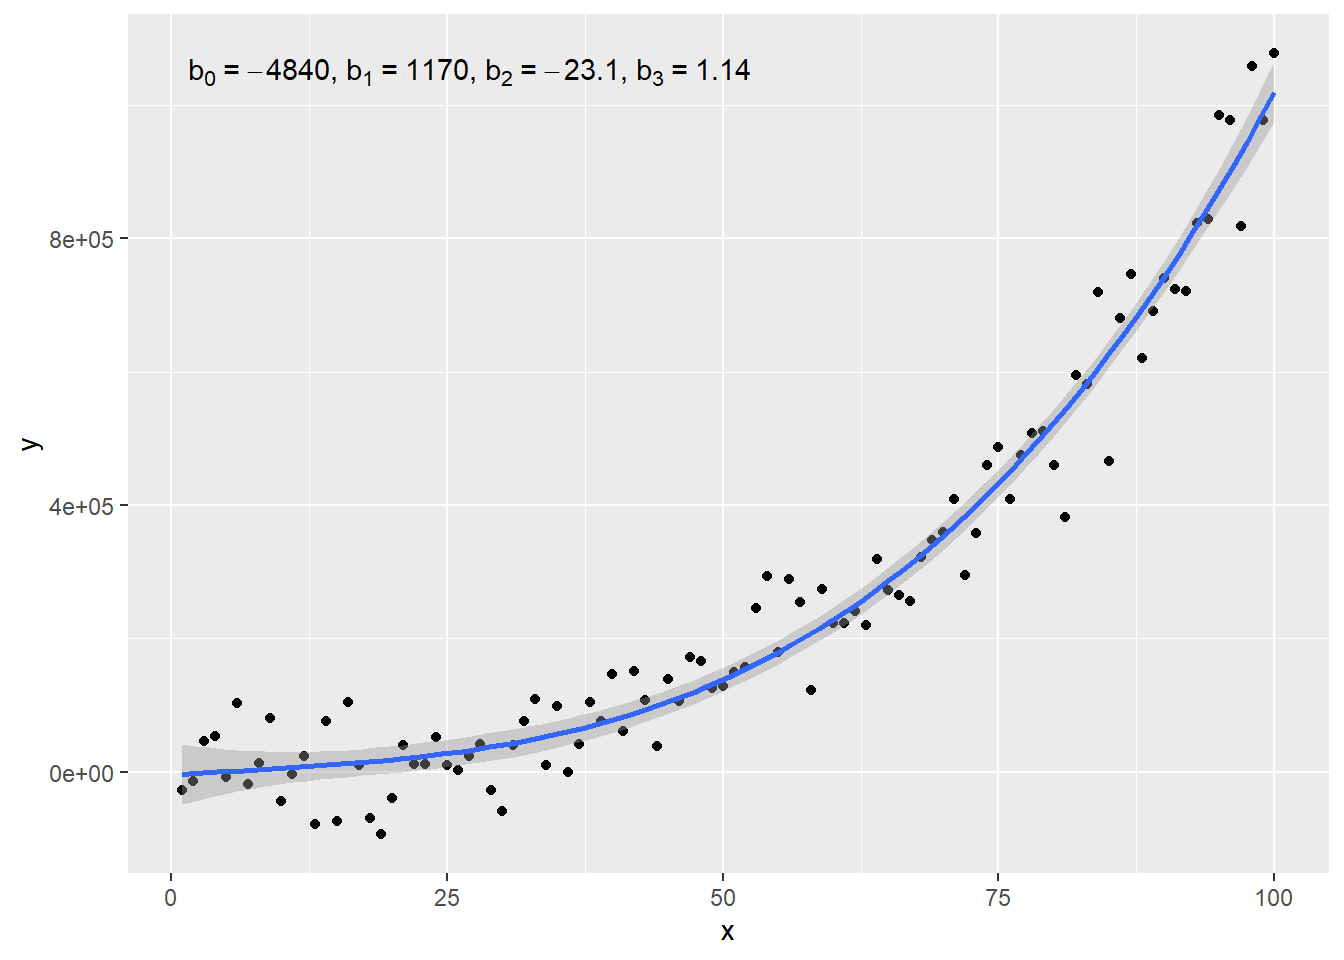 b₀ = −4840, b₁ = 1170, b₂ = −23.1, b₃ = 1.14
8e+05
4e+05
0e+00
y
0 25 50 75 100
x